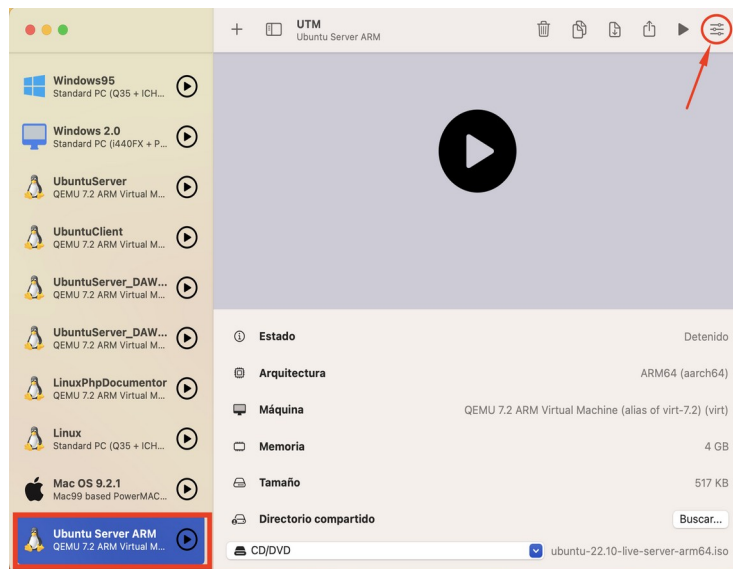 UTM
Ubuntu Server ARM
Windows95
Standard PC (Q35 + ICH...
Windows 2.0
Standard PC (i440FX + P...
UbuntuServer
QEMU 7.2 ARM Virtual M...
UbuntuClient
QEMU 7.2 ARM Virtual M...
UbuntuServer_DAW...
QEMU 7.2 ARM Virtual M...
UbuntuServer_DAW...
QEMU 7.2 ARM Virtual M...
LinuxPhpDocumentor
QEMU 7.2 ARM Virtual M...
Linux
Standard PC (Q35 + ICH...
Mac OS 9.2.1
Mac99 based PowerMAC...
Ubuntu Server ARM
QEMU 7.2 ARM Virtual M...
Estado Detenido
Arquitectura ARM64 (aarch64)
Máquina QEMU 7.2 ARM Virtual Machine (alias of virt-7.2) (virt)
Memoria 4 GB
Tamaño 517 KB
Directorio compartido Buscar...
CD/DVD ubuntu-22.10-live-server-arm64.iso